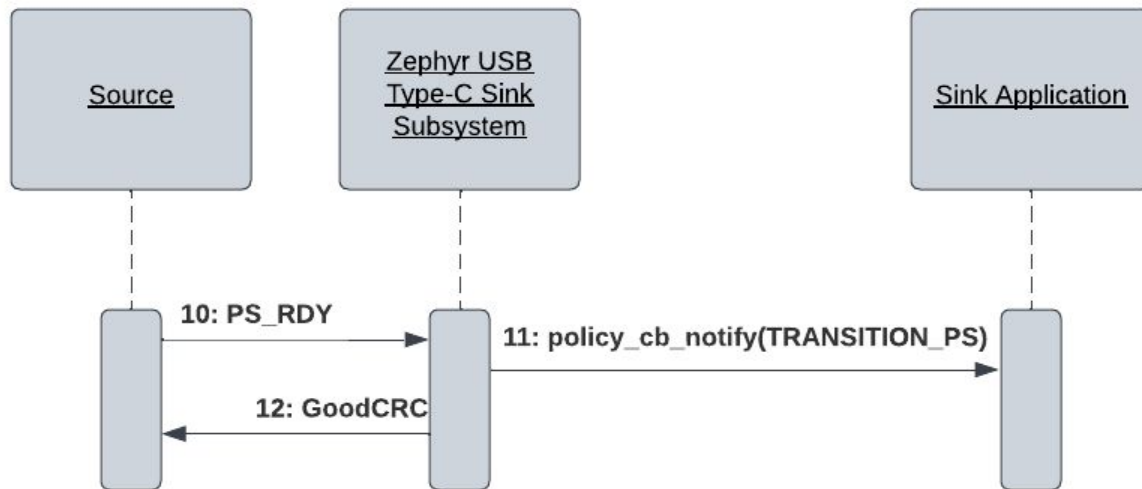 Source
Zephyr USB
Type-C Sink
Subsystem
Sink Application
10: PS_RDY
11: policy_cb_notify(TRANSITION_PS)
12: GoodCRC